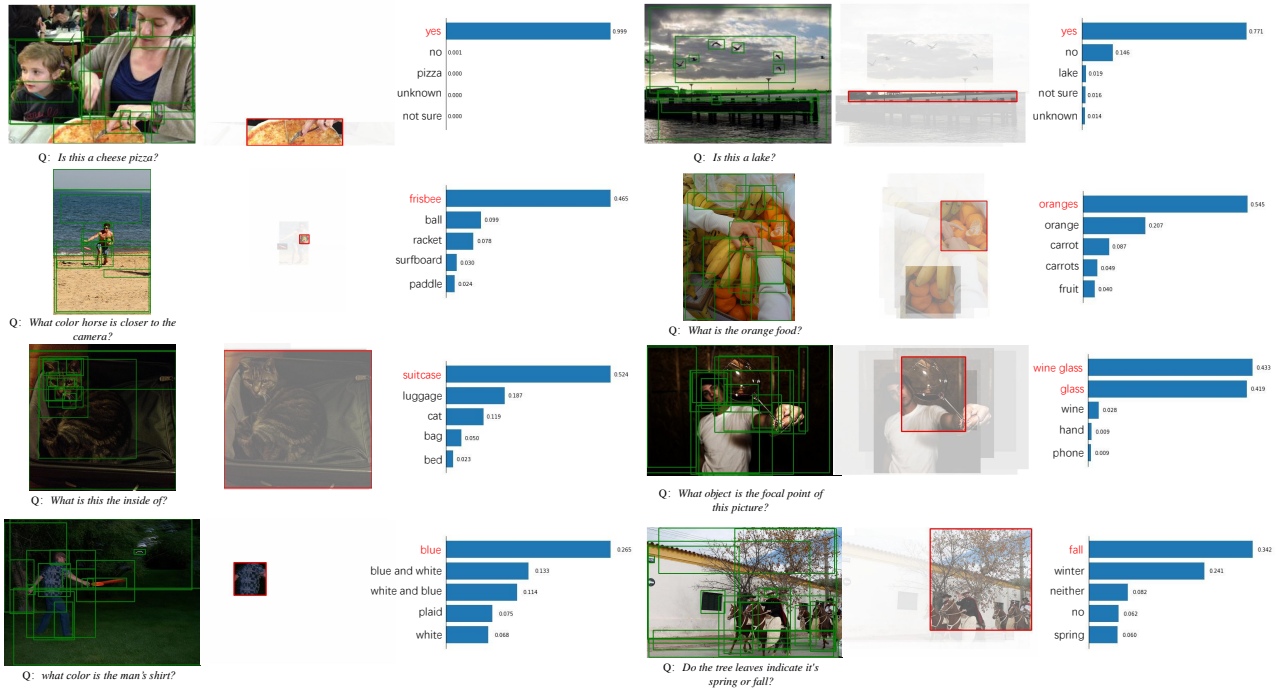 yes 0.999
no 0.001
pizza 0.000
unknown 0.000
not sure 0.000
Q: Is this a cheese pizza?
yes 0.771
no 0.146
lake 0.019
not sure 0.016
unknown 0.014
Q: Is this a lake?
frisbee 0.465
ball 0.099
racket 0.078
surfboard 0.030
paddle 0.024
Q: What color horse is closer to the
camera?
oranges 0.545
orange 0.207
carrot 0.087
carrots 0.049
fruit 0.040
Q: What is the orange food?
suitcase 0.524
luggage 0.187
cat 0.119
bag 0.050
bed 0.023
Q: What is this the inside of?
wine glass 0.433
glass 0.419
wine 0.028
hand 0.009
phone 0.009
Q: What object is the focal point of
this picture?
blue 0.265
blue and white 0.133
white and blue 0.114
plaid 0.075
white 0.068
Q: what color is the man's shirt?
fall 0.342
winter 0.241
neither 0.082
no 0.062
spring 0.060
Q: Do the tree leaves indicate it's
spring or fall?